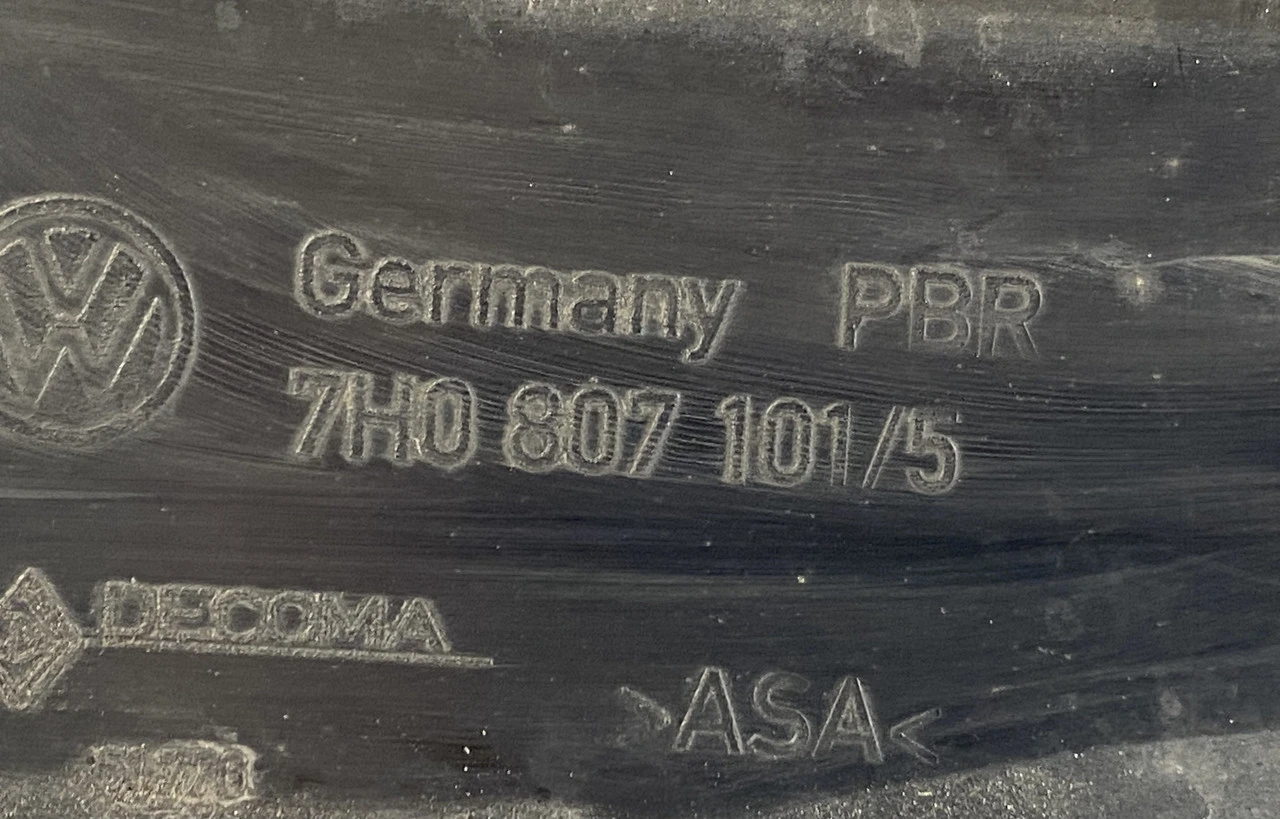 Germany PBR
7H0 807 101/5
DECOMA
>ASA<